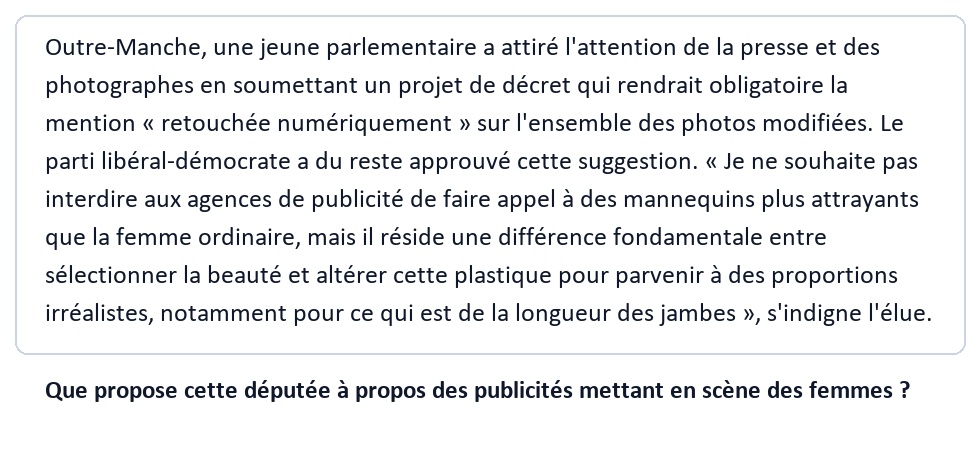 Outre-Manche, une jeune parlementaire a attiré l'attention de la presse et des
photographes en soumettant un projet de décret qui rendrait obligatoire la
mention « retouchée numériquement » sur l'ensemble des photos modifiées. Le
parti libéral-démocrate a du reste approuvé cette suggestion. « Je ne souhaite pas
interdire aux agences de publicité de faire appel à des mannequins plus attrayants
que la femme ordinaire, mais il réside une différence fondamentale entre
sélectionner la beauté et altérer cette plastique pour parvenir à des proportions
irréalistes, notamment pour ce qui est de la longueur des jambes », s'indigne l'élue.
Que propose cette députée à propos des publicités mettant en scène des femmes ?